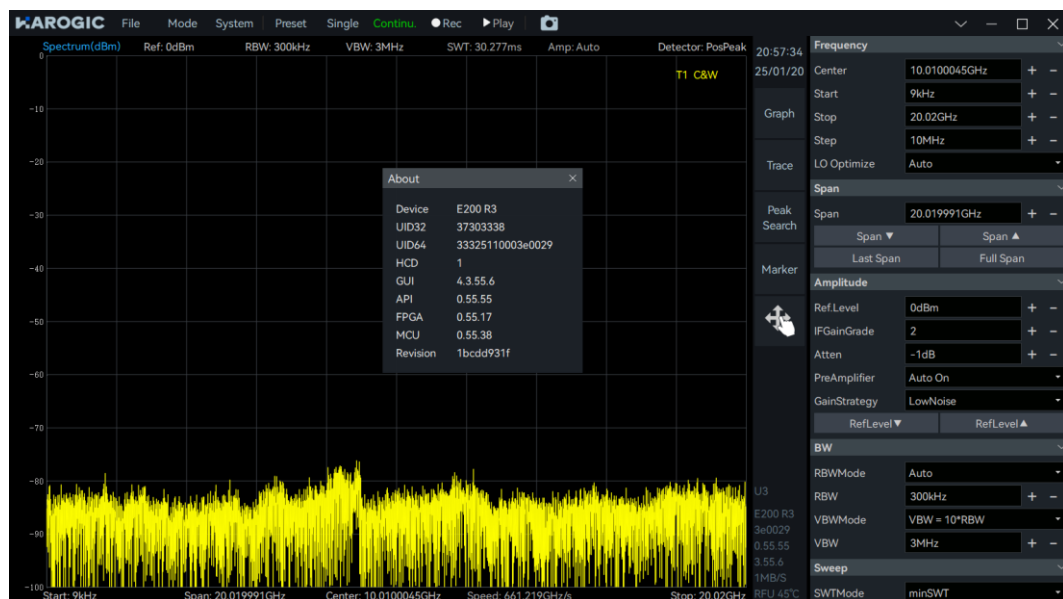 HAROGIC File Mode System Preset Single Continu. Rec Play
Spectrum(dBm) Ref: 0dBm RBW: 300kHz VBW: 3MHz SWT: 30.277ms Amp: Auto Detector: PosPeak
T1 C&W
0
-10
-20
-30
-40
-50
-60
-70
-80
-90
-100
Start: 9kHz Span: 20.019991GHz Center: 10.0100045GHz Speed: 661.219GHz/s Stop: 20.02GHz
About
Device E200 R3
UID32 37303338
UID64 33325110003e0029
HCD 1
GUI 4.3.55.6
API 0.55.55
FPGA 0.55.17
MCU 0.55.38
Revision 1bcdd931f
20:57:34
25/01/20
Graph
Trace
Peak
Search
Marker
U3
E200 R3
3e0029
0.55.55
3.55.6
1MB/S
RFU 45℃
Frequency
Center 10.0100045GHz + -
Start 9kHz + -
Stop 20.02GHz + -
Step 10MHz + -
LO Optimize Auto
Span
Span 20.019991GHz + -
Span ▼ Span ▲
Last Span Full Span
Amplitude
Ref.Level 0dBm + -
IFGainGrade 2 + -
Atten -1dB + -
PreAmplifier Auto On
GainStrategy LowNoise
RefLevel▼ RefLevel▲
BW
RBWMode Auto
RBW 300kHz + -
VBWMode VBW = 10*RBW
VBW 3MHz + -
Sweep
SWTMode minSWT